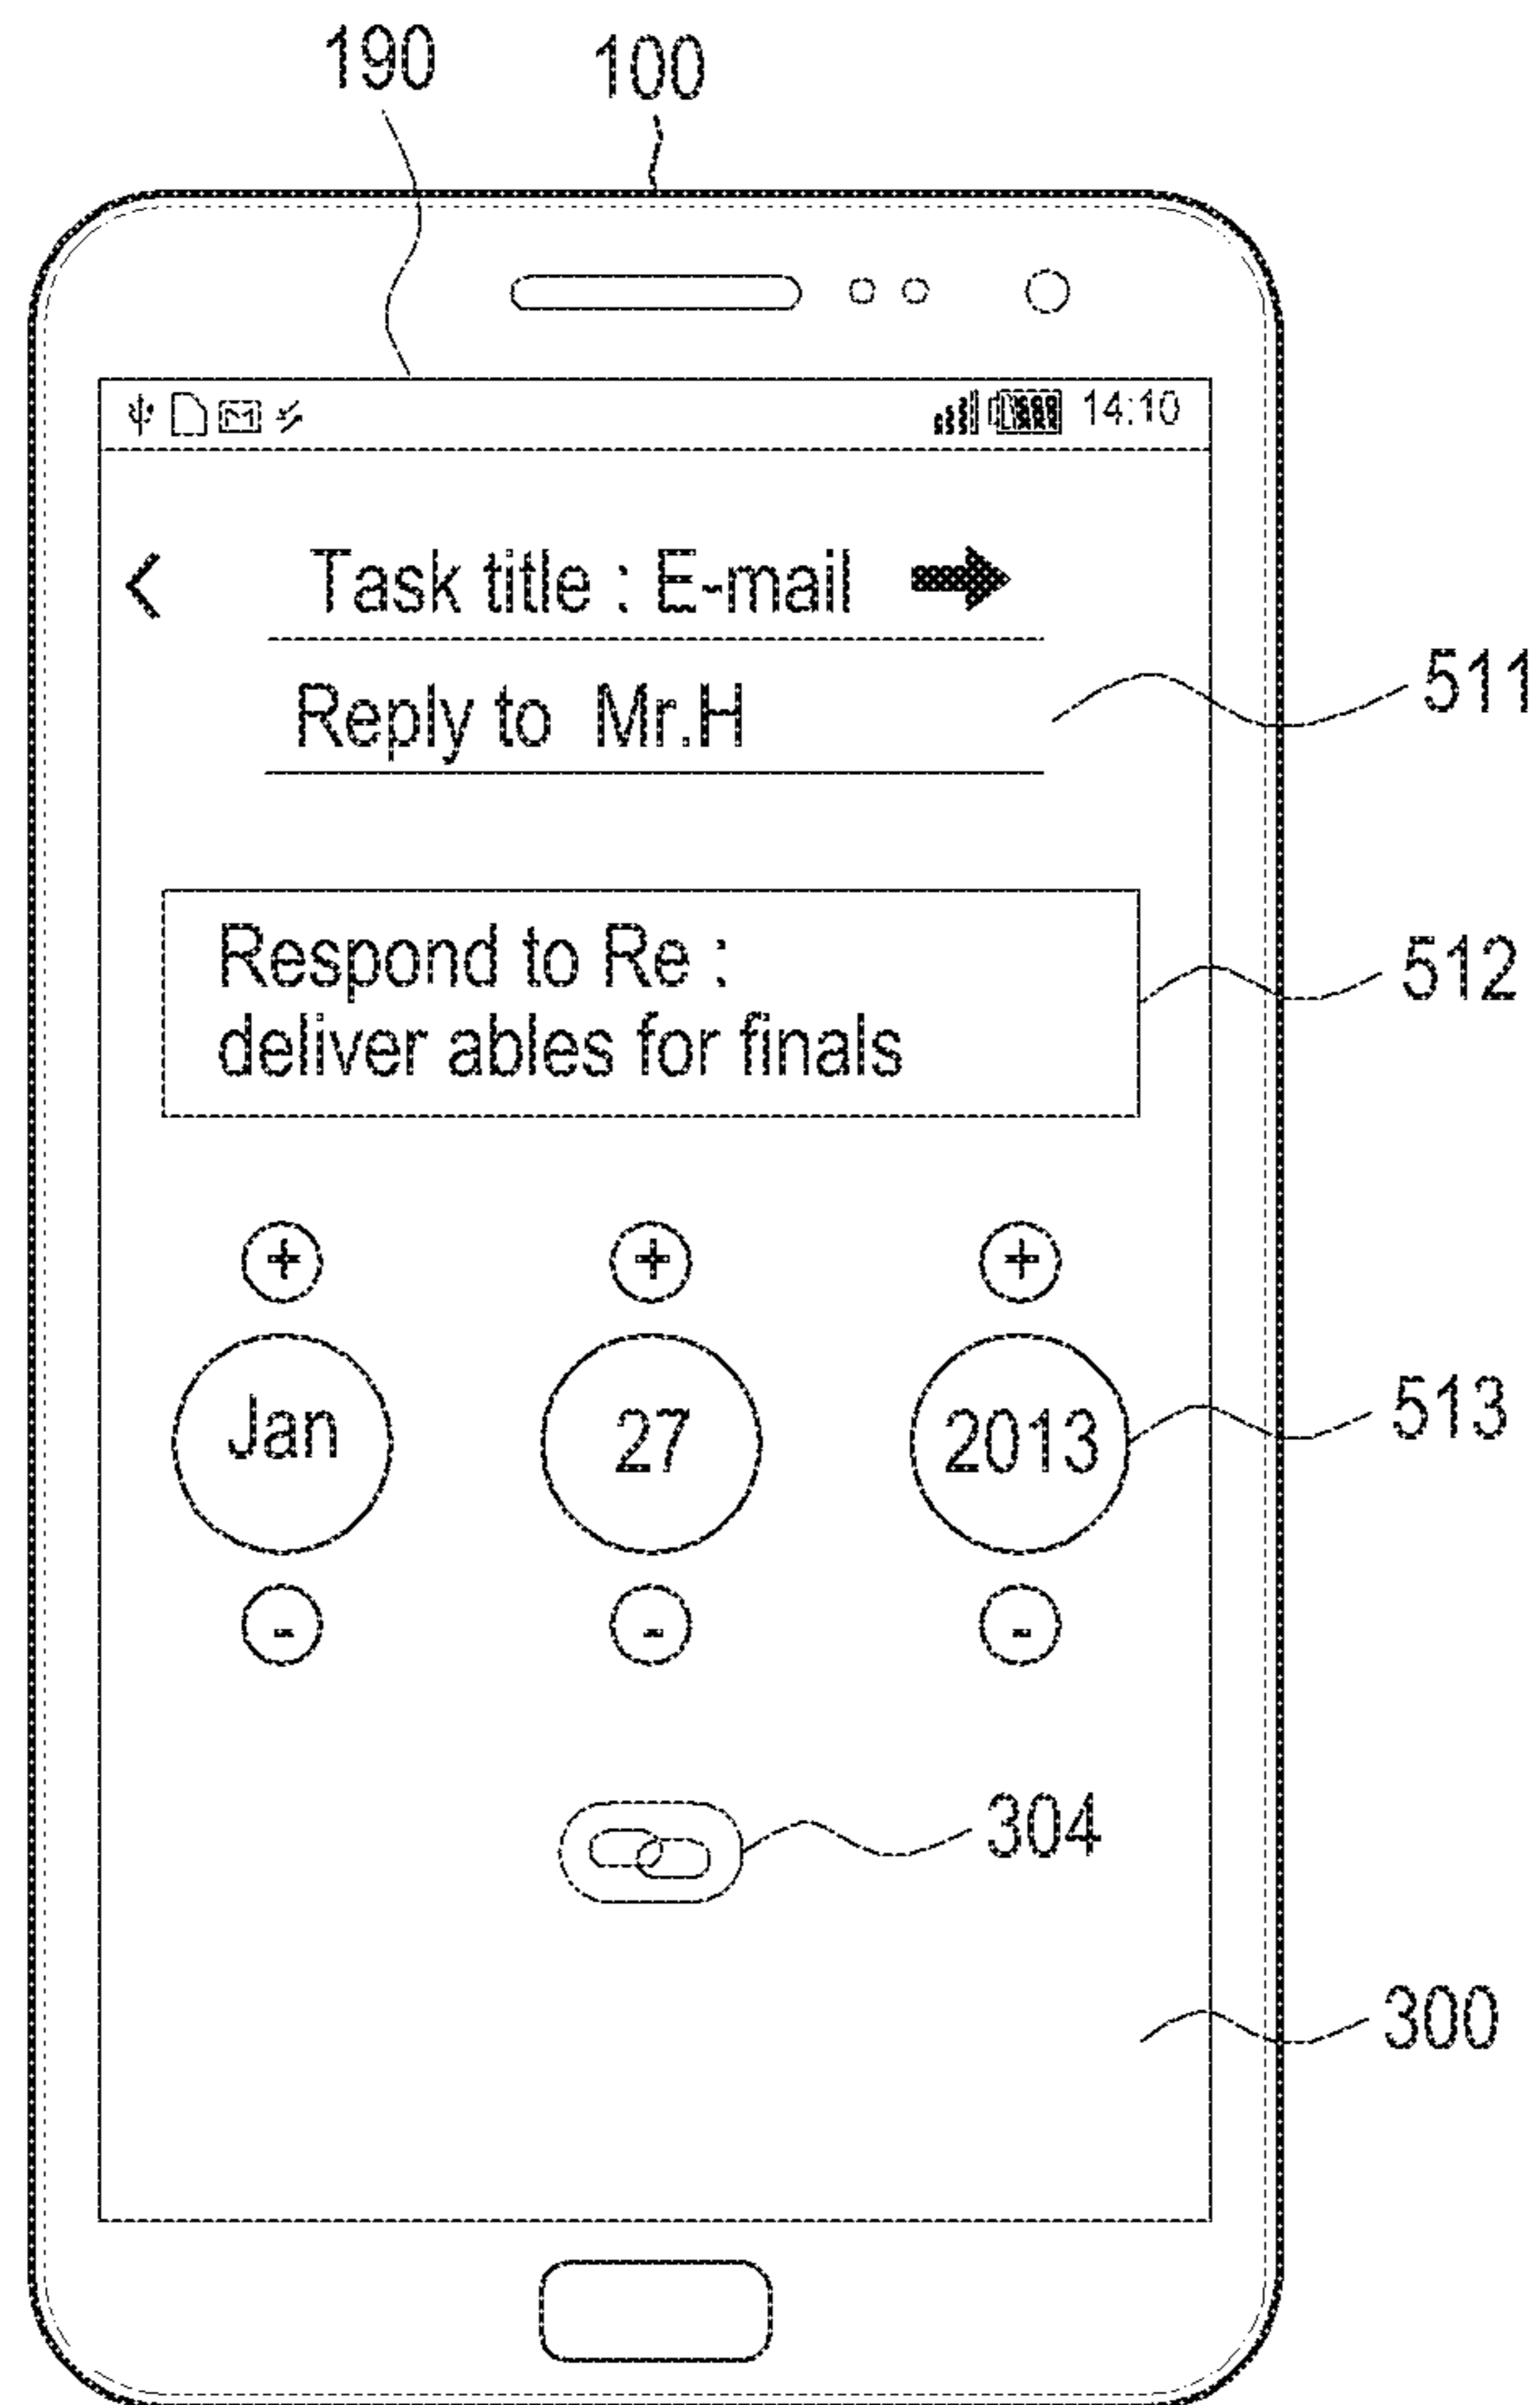 190 100
14:10
Task title : E-mail
511
Reply to Mr.H
Respond to Re :
512
deliver ables for finals
+ + +
Jan 27 2013
513
- - -
304
300